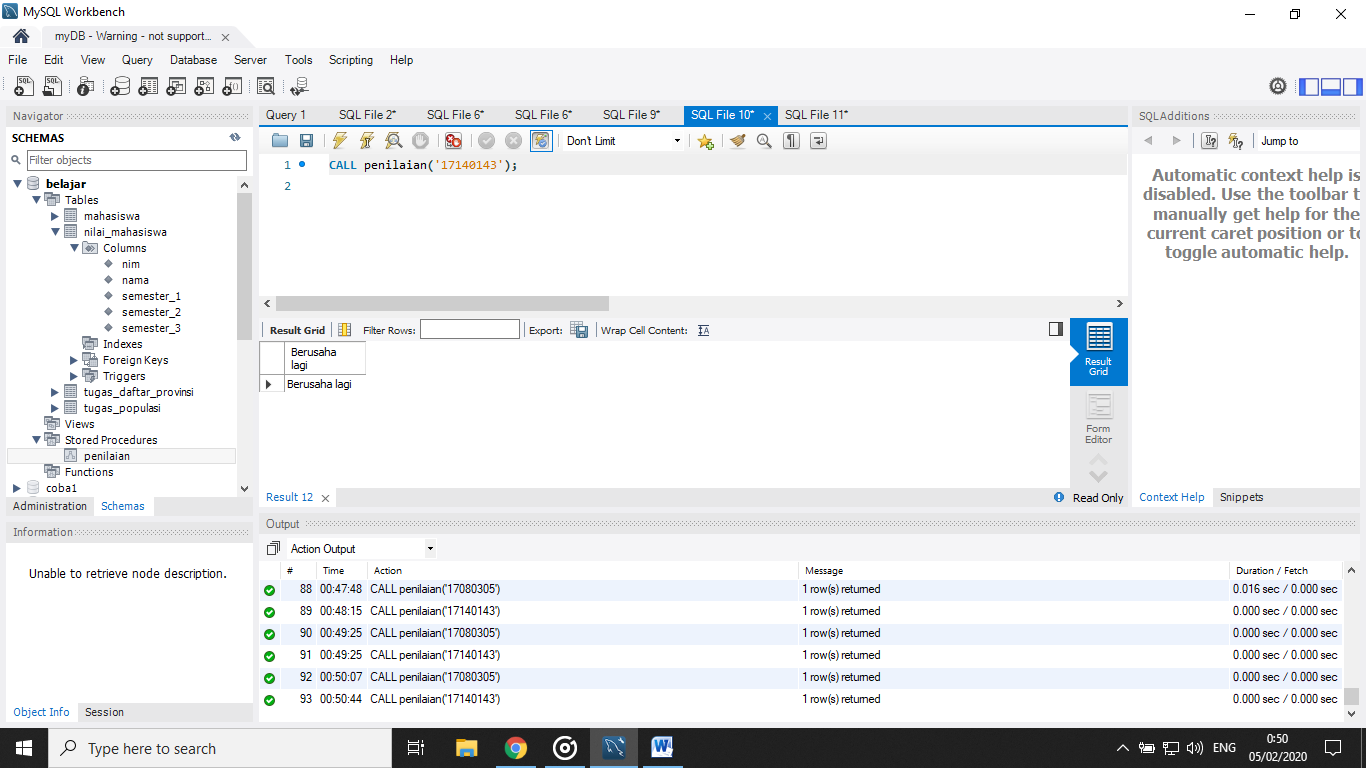 MySQL Workbench
myDB - Warning - not support...
File Edit View Query Database Server Tools Scripting Help
Navigator
SCHEMAS
Filter objects
belajar
Tables
mahasiswa
nilai_mahasiswa
Columns
nim
nama
semester_1
semester_2
semester_3
Indexes
Foreign Keys
Triggers
tugas_daftar_provinsi
tugas_populasi
Views
Stored Procedures
penilaian
Functions
coba1
Administration Schemas
Information
Unable to retrieve node description.
Object Info Session
Query 1 SQL File 2* SQL File 6* SQL File 6* SQL File 9* SQL File 10* SQL File 11*
Don't Limit
1 CALL penilaian('17140143');
2
Result Grid Filter Rows: Export: Wrap Cell Content:
Berusaha
lagi
Berusaha lagi
Result
Grid
Form
Editor
Result 12 Read Only
SQLAdditions
Jump to
Automatic context help is
disabled. Use the toolbar t
manually get help for the
current caret position or to
toggle automatic help.
Context Help Snippets
Output
Action Output
# Time Action Message Duration / Fetch
88 00:47:48 CALL penilaian('17080305') 1 row(s) returned 0.016 sec / 0.000 sec
89 00:48:15 CALL penilaian('17140143') 1 row(s) returned 0.000 sec / 0.000 sec
90 00:49:25 CALL penilaian('17080305') 1 row(s) returned 0.000 sec / 0.000 sec
91 00:49:25 CALL penilaian('17140143') 1 row(s) returned 0.000 sec / 0.000 sec
92 00:50:07 CALL penilaian('17080305') 1 row(s) returned 0.000 sec / 0.000 sec
93 00:50:44 CALL penilaian('17140143') 1 row(s) returned 0.000 sec / 0.000 sec
Type here to search
ENG
0:50
05/02/2020